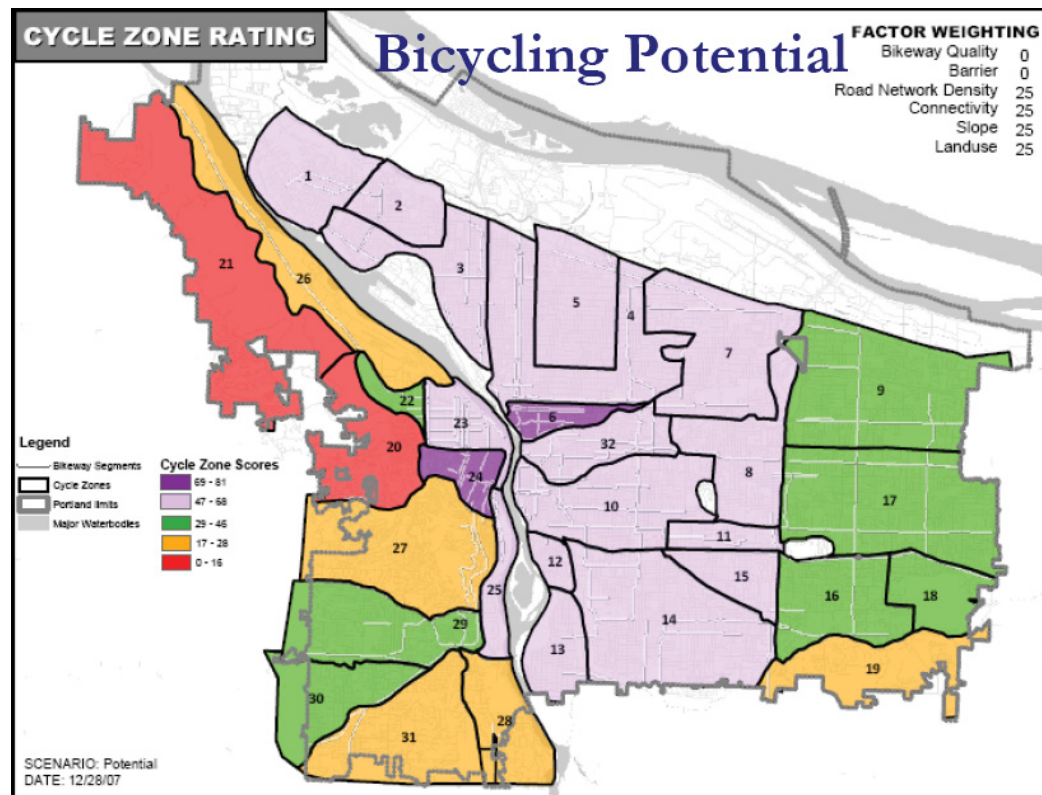 CYCLE ZONE RATING
Bicycling Potential
FACTOR WEIGHTING
Bikeway Quality 0
Barrier 0
Road Network Density 25
Connectivity 25
Slope 25
Landuse 25
1
2
3
4
5
6
7
8
9
10
11
12
13
14
15
16
17
18
19
20
21
22
23
24
25
26
27
28
29
30
31
32
Legend
Bikeway Segments
Cycle Zones
Portland limits
Major Waterbodies
Cycle Zone Scores
69 - 81
47 - 68
29 - 46
17 - 28
0 - 16
SCENARIO: Potential
DATE: 12/28/07